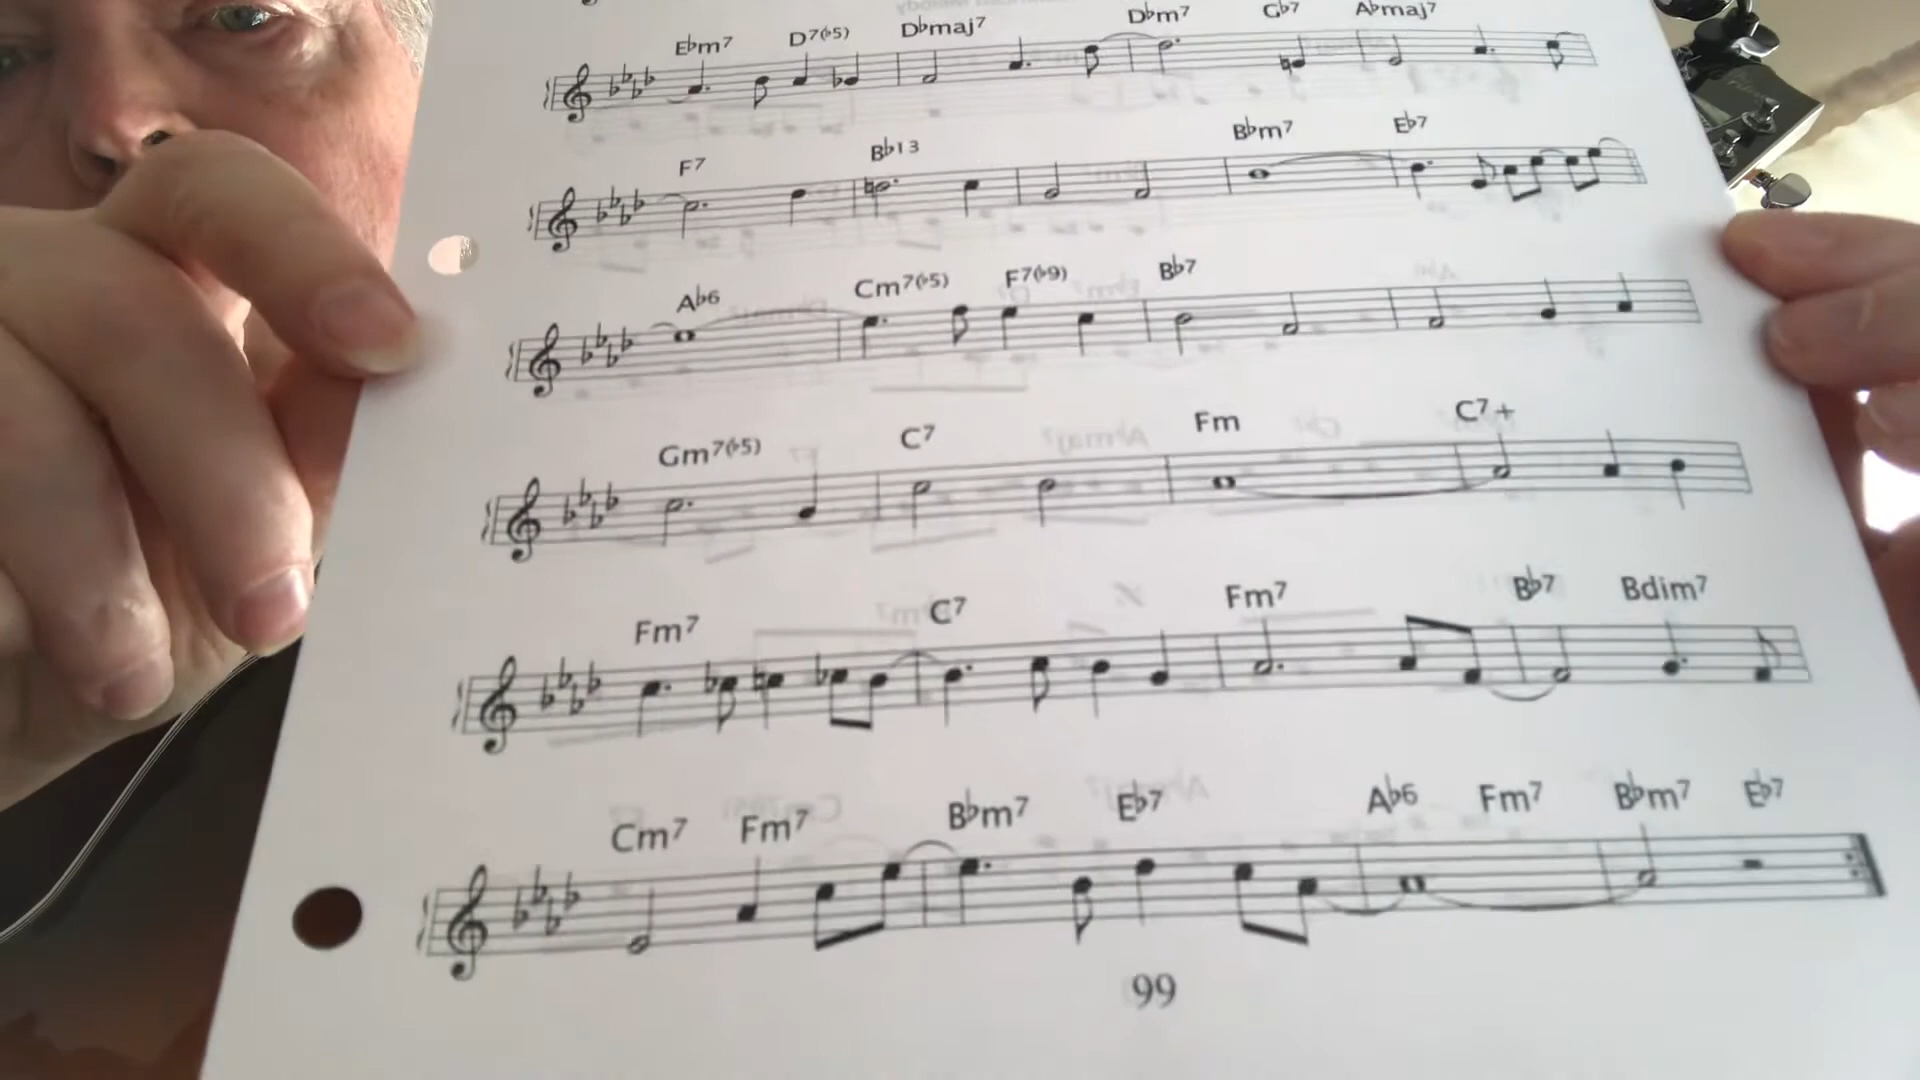 E♭m7 D7(♭5) D♭maj7 D♭m7 G♭7 A♭maj7
F7 B♭13 B♭m7 E♭7
A♭6 Cm7(♭5) F7(♭9) B♭7
Gm7(♭5) C7 Fm C7+
Fm7 C7 Fm7 B♭7 Bdim7
Cm7 Fm7 B♭m7 E♭7 A♭6 Fm7 B♭m7 E♭7
99